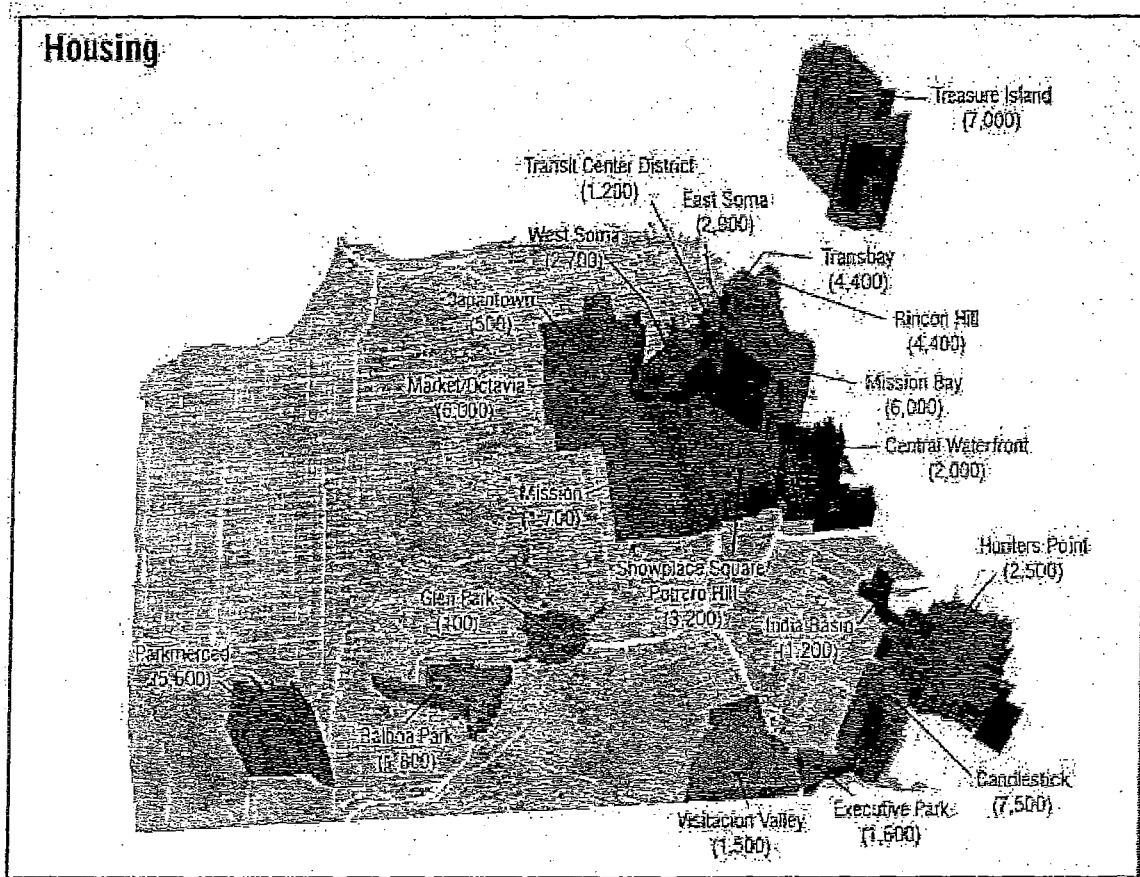 Housing
Treasure Island
(7,000)
Transit Center District
(1,200)
East Soma
West Soma
(2,700)
Transbay
(4,400)
Japantown
(500)
Rincon Hill
(4,400)
Market/Octavia
(6,000)
Mission Bay
(6,000)
Central Waterfront
(2,000)
Mission
Hunters Point
(2,500)
Showplace Square
Potrero Hill
(3,200)
Glen Park
(100)
India Basin
(1,200)
Parkmerced
(5,600)
Balboa Park
Candlestick
(7,500)
Executive Park
(1,600)
Visitacion Valley
(1,500)